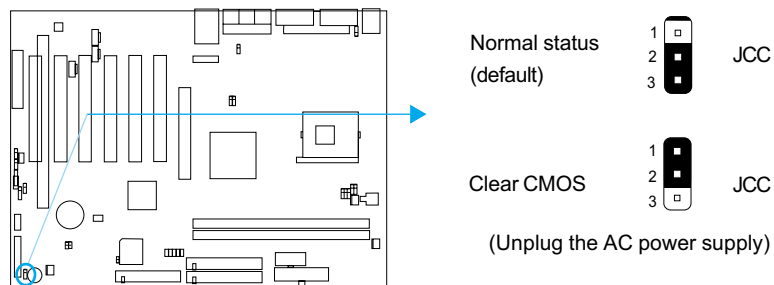 Normal status
(default)
1
2
3
JCC
Clear CMOS
1
2
3
JCC
(Unplug the AC power supply)